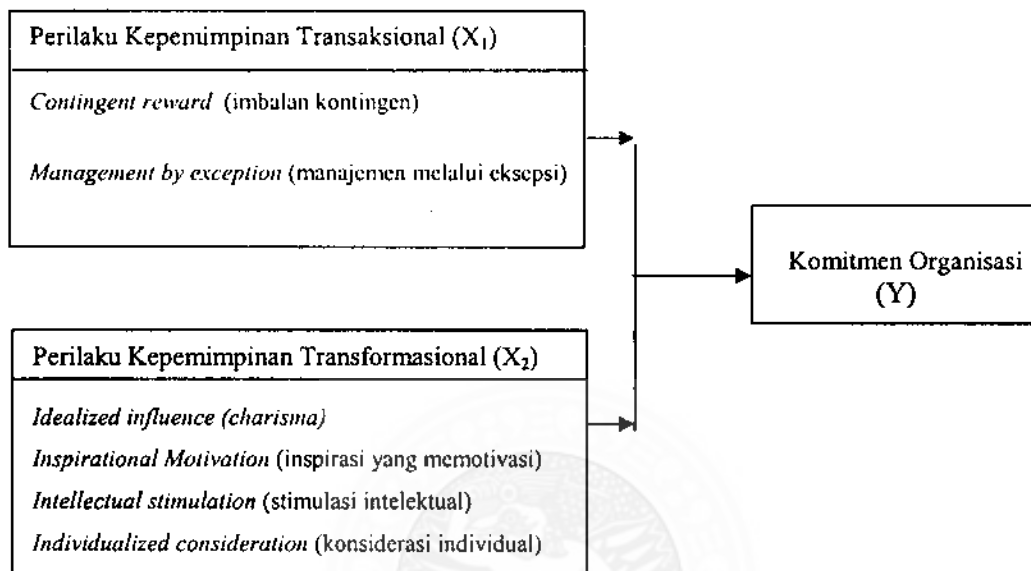 Perilaku Kepemimpinan Transaksional (X₁)
Contingent reward (imbalan kontingen)
Management by exception (manajemen melalui eksepsi)
Komitmen Organisasi
(Y)
Perilaku Kepemimpinan Transformasional (X₂)
Idealized influence (charisma)
Inspirational Motivation (inspirasi yang memotivasi)
Intellectual stimulation (stimulasi intelektual)
Individualized consideration (konsiderasi individual)